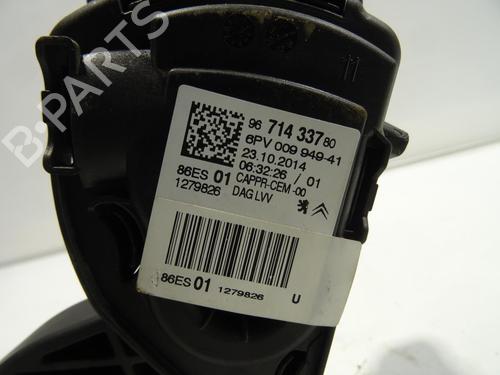 B-PARTS
11
96 714 337 80
6PV 009 949-41
23.10.2014
06:32:26 / 01
86ES 01 CAPPR-CEM -00
1279826 DAG LVV
86ES 01 1279826 U